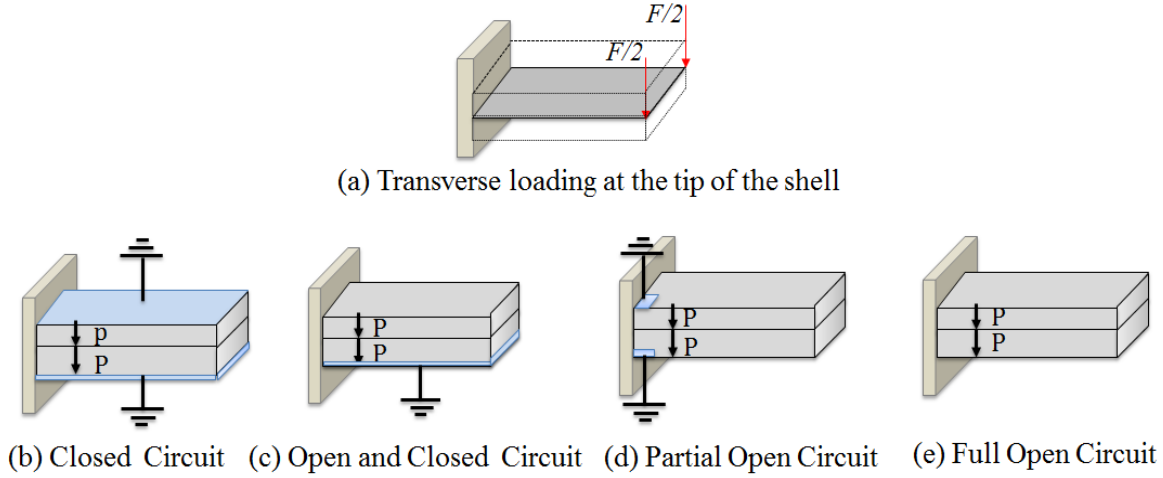 F/2
F/2
(a) Transverse loading at the tip of the shell
p
P
P
P
P
P
P
P
(b) Closed Circuit
(c) Open and Closed Circuit
(d) Partial Open Circuit
(e) Full Open Circuit